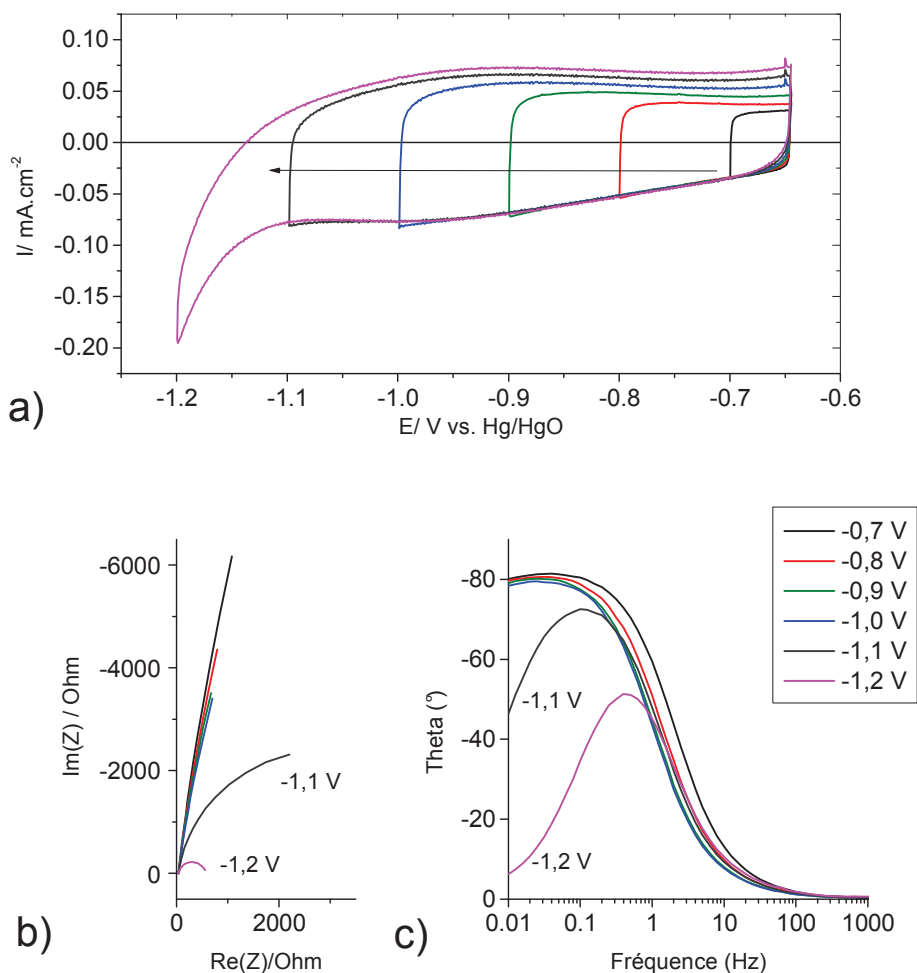 0.10
0.05
0.00
-0.05
-0.10
-0.15
-0.20
I/ mA.cm-2
-1.2 -1.1 -1.0 -0.9 -0.8 -0.7 -0.6
E/ V vs. Hg/HgO
a)
-6000
-4000
-2000
0
Im(Z) / Ohm
-1,1 V
-1,2 V
0 2000
Re(Z)/Ohm
b)
-80
-60
-40
-20
0
Theta (°)
-1,1 V
-1,2 V
0.01 0.1 1 10 100 1000
Fréquence (Hz)
c)
-0,7 V
-0,8 V
-0,9 V
-1,0 V
-1,1 V
-1,2 V